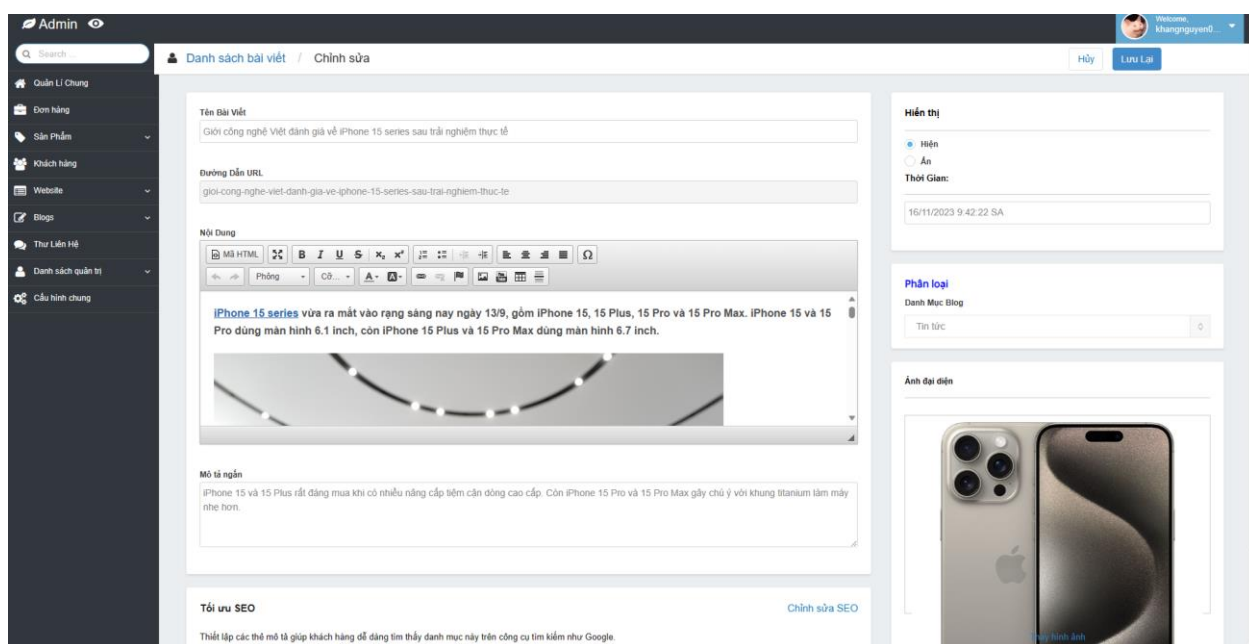 Admin
Welcome,
khangnguyen0...
Search...
Danh sách bài viết / Chỉnh sửa
Hủy
Lưu Lại
Quản Lí Chung
Đơn hàng
Sản Phẩm
Khách hàng
Website
Blogs
Thư Liên Hệ
Danh sách quản trị
Cấu hình chung
Tên Bài Viết
Giới công nghệ Việt đánh giá về iPhone 15 series sau trải nghiệm thực tế
Đường Dẫn URL
gioi-cong-nghe-viet-danh-gia-ve-iphone-15-series-sau-trai-nghiem-thuc-te
Nội Dung
Mã HTML
B I U S x₂ x² Ω
Phông
Cỡ...
A A
iPhone 15 series vừa ra mắt vào rạng sáng nay ngày 13/9, gồm iPhone 15, 15 Plus, 15 Pro và 15 Pro Max. iPhone 15 và 15
Pro dùng màn hình 6.1 inch, còn iPhone 15 Plus và 15 Pro Max dùng màn hình 6.7 inch.
Mô tả ngắn
iPhone 15 và 15 Plus rất đáng mua khi có nhiều nâng cấp tiệm cận dòng cao cấp. Còn iPhone 15 Pro và 15 Pro Max gây chú ý với khung titanium làm máy
nhẹ hơn.
Tối ưu SEO
Chỉnh sửa SEO
Thiết lập các thẻ mô tả giúp khách hàng dễ dàng tìm thấy danh mục này trên công cụ tìm kiếm như Google.
Hiển thị
Hiện
Ẩn
Thời Gian:
16/11/2023 9:42:22 SA
Phân loại
Danh Mục Blog
Tin tức
Ảnh đại diện
Thay hình ảnh